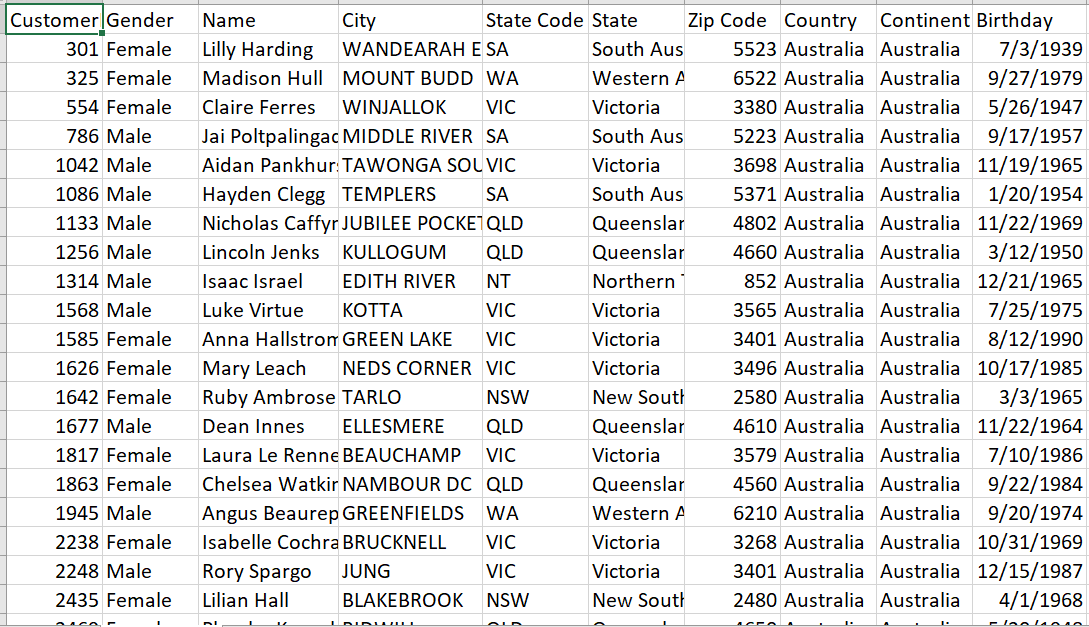 Customer Gender Name City State Code State Zip Code Country Continent Birthday
301 Female Lilly Harding WANDEARAH E SA South Aus 5523 Australia Australia 7/3/1939
325 Female Madison Hull MOUNT BUDD WA Western A 6522 Australia Australia 9/27/1979
554 Female Claire Ferres WINJALLOK VIC Victoria 3380 Australia Australia 5/26/1947
786 Male Jai Poltpalingad MIDDLE RIVER SA South Aus 5223 Australia Australia 9/17/1957
1042 Male Aidan Pankhurs TAWONGA SOU VIC Victoria 3698 Australia Australia 11/19/1965
1086 Male Hayden Clegg TEMPLERS SA South Aus 5371 Australia Australia 1/20/1954
1133 Male Nicholas Caffyn JUBILEE POCKET QLD Queenslan 4802 Australia Australia 11/22/1969
1256 Male Lincoln Jenks KULLOGUM QLD Queenslan 4660 Australia Australia 3/12/1950
1314 Male Isaac Israel EDITH RIVER NT Northern T 852 Australia Australia 12/21/1965
1568 Male Luke Virtue KOTTA VIC Victoria 3565 Australia Australia 7/25/1975
1585 Female Anna Hallstrom GREEN LAKE VIC Victoria 3401 Australia Australia 8/12/1990
1626 Female Mary Leach NEDS CORNER VIC Victoria 3496 Australia Australia 10/17/1985
1642 Female Ruby Ambrose TARLO NSW New South 2580 Australia Australia 3/3/1965
1677 Male Dean Innes ELLESMERE QLD Queenslan 4610 Australia Australia 11/22/1964
1817 Female Laura Le Renne BEAUCHAMP VIC Victoria 3579 Australia Australia 7/10/1986
1863 Female Chelsea Watkin NAMBOUR DC QLD Queenslan 4560 Australia Australia 9/22/1984
1945 Male Angus Beaurep GREENFIELDS WA Western A 6210 Australia Australia 9/20/1974
2238 Female Isabelle Cochra BRUCKNELL VIC Victoria 3268 Australia Australia 10/31/1969
2248 Male Rory Spargo JUNG VIC Victoria 3401 Australia Australia 12/15/1987
2435 Female Lilian Hall BLAKEBROOK NSW New South 2480 Australia Australia 4/1/1968